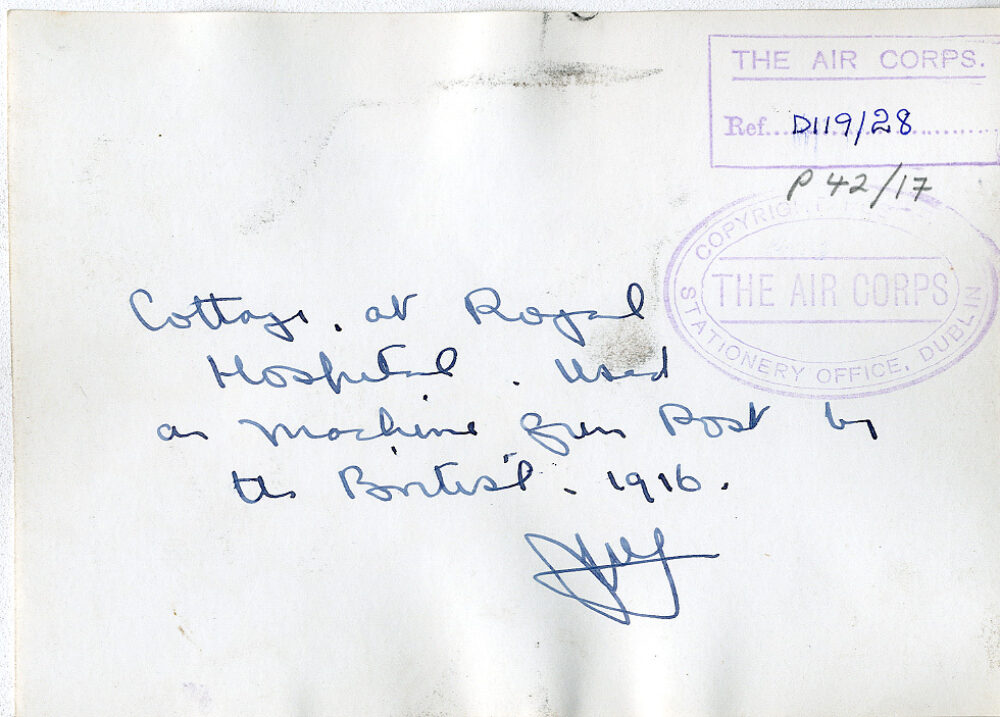 THE AIR CORPS.
Ref. D119/28
P 42/17
COPYRIGHT
THE AIR CORPS
STATIONERY OFFICE, DUBLIN
Cottage. at Royal
Hospital. Used
as machine gun Post by
the British. 1916.